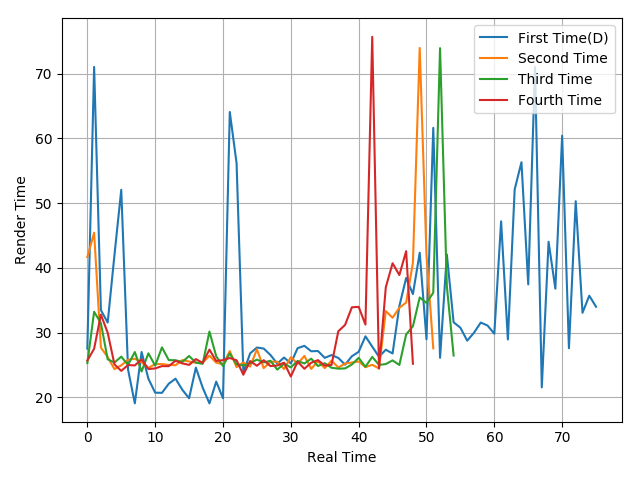 First Time(D)
Second Time
Third Time
Fourth Time
70
60
50
40
30
20
Render Time
0 10 20 30 40 50 60 70
Real Time